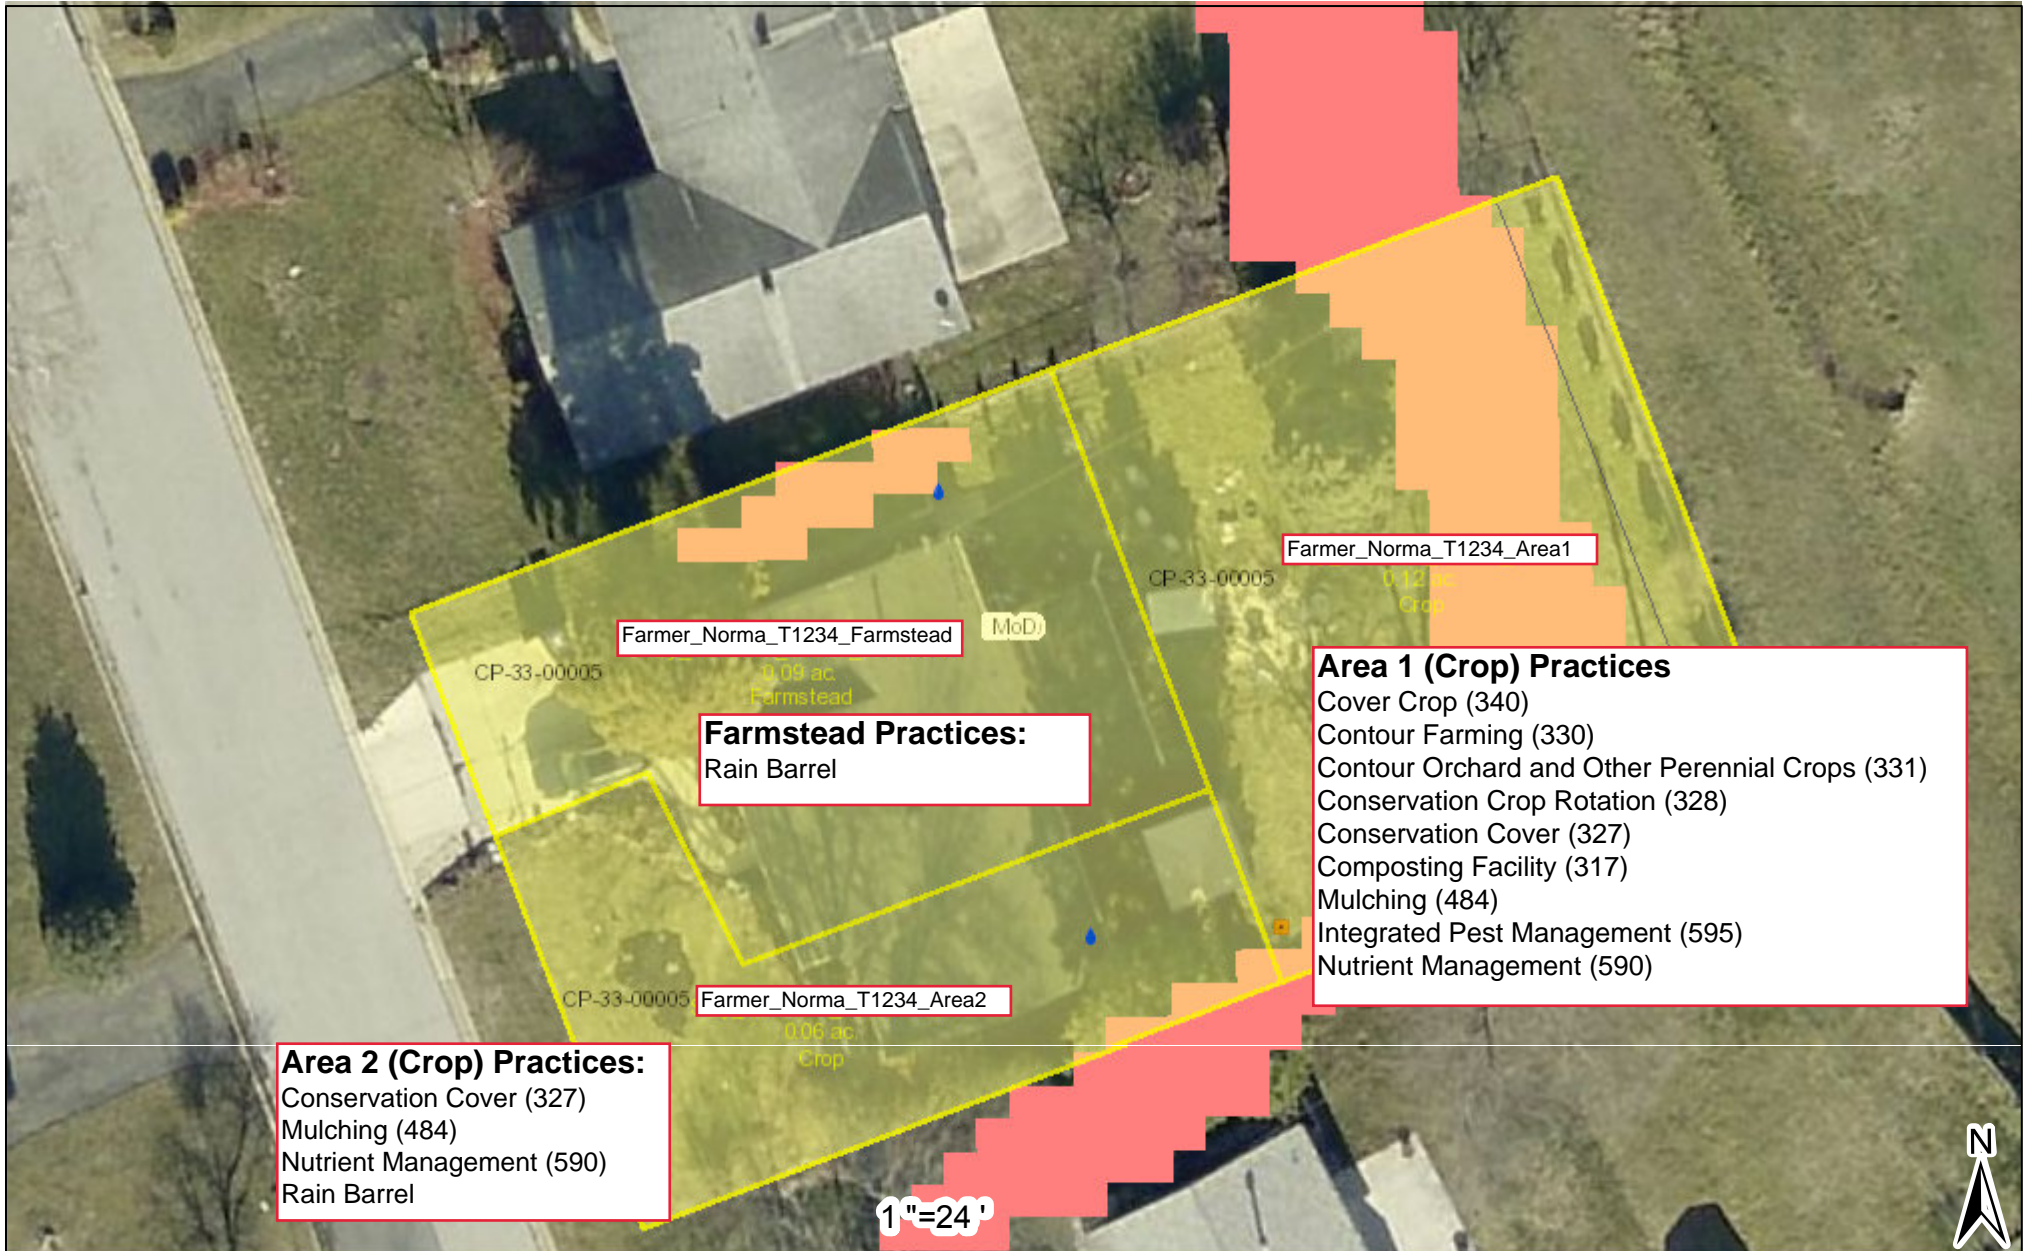 Farmer_Norma_T1234_Area1
CP-33-00005
0.12 ac.
Crop
MoD
Farmer_Norma_T1234_Farmstead
CP-33-00005
0.09 ac.
Farmstead
Farmstead Practices:
Rain Barrel
Area 1 (Crop) Practices
Cover Crop (340)
Contour Farming (330)
Contour Orchard and Other Perennial Crops (331)
Conservation Crop Rotation (328)
Conservation Cover (327)
Composting Facility (317)
Mulching (484)
Integrated Pest Management (595)
Nutrient Management (590)
CP-33-00005
Farmer_Norma_T1234_Area2
0.06 ac.
Crop
Area 2 (Crop) Practices:
Conservation Cover (327)
Mulching (484)
Nutrient Management (590)
Rain Barrel
1"=24'
N